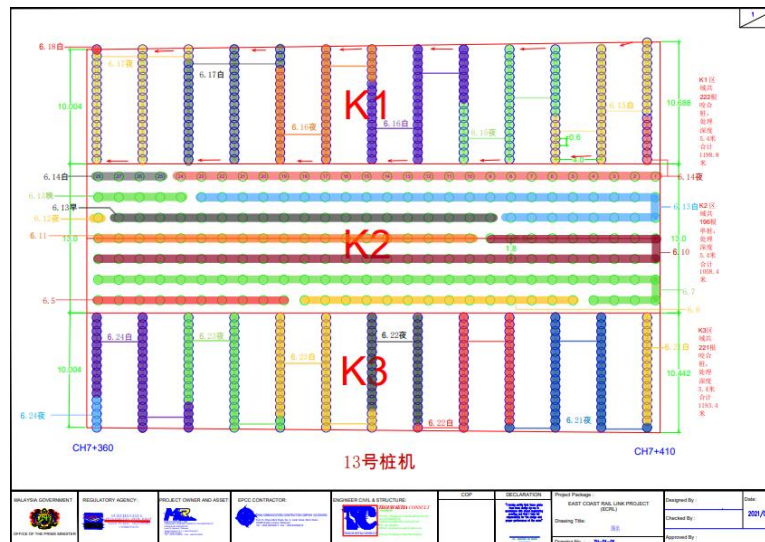 1
6.18白
6.17夜
6.17白
6.16夜
K1
6.16白
6.15夜
6.15白
10.004
10.688
0.6
K1区
域共
222根
咬合
桩,
处理
深度
5.4米
合计
1198.8
米
6.14白
6.14夜
6.13晚
6.13早
6.13白
6.12夜
6.11
13.0
K2
1.8
13.0
6.10
K2区
域共
196根
单桩,
处理
深度
5.4米
合计
1058.4
米
6.7
6.5
6.6
6.24白
6.23夜
6.23白
6.22夜
K3
6.21白
10.004
10.442
K3区
域共
221根
咬合
桩,
处理
深度
5.4米
合计
1193.4
米
6.24夜
6.22白
6.21夜
CH7+360
CH7+410
13号桩机
MALAYSIA GOVERNMENT
OFFICE OF THE PRIME MINISTER
REGULATORY AGENCY:
PROJECT OWNER AND ASSET
EPCC CONTRACTOR:
ENGINEER CIVIL & STRUCTURE:
COP
DECLARATION
Project Package :
EAST COAST RAIL LINK PROJECT
(ECRL)
Drawing Title:
Designed By :
Checked By :
Approved By :
Date:
2021/